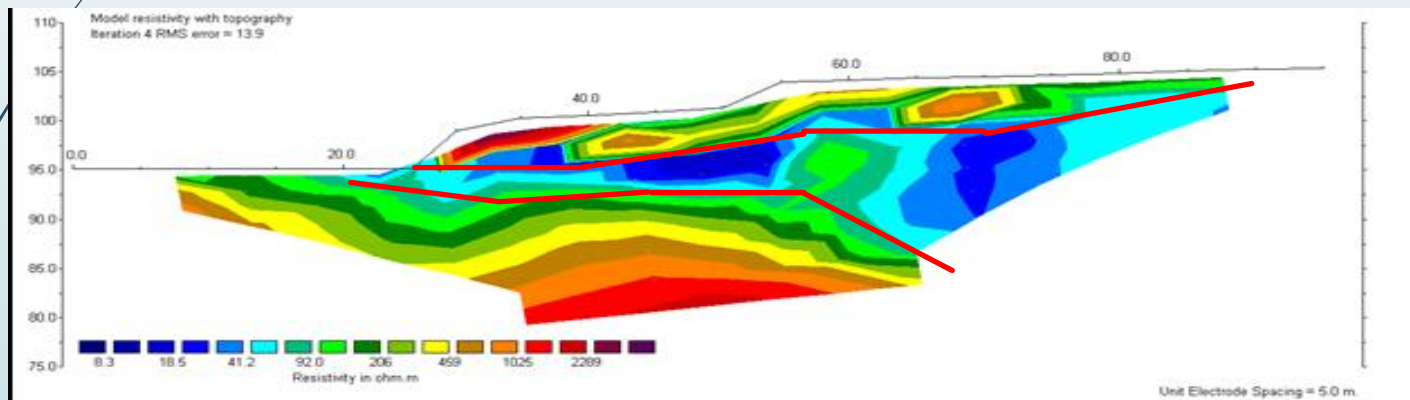 Model resistivity with topography
Iteration 4 RMS error = 13.9
110
105
100
95.0
90.0
85.0
80.0
75.0
0.0
20.0
40.0
60.0
80.0
8.3 18.5 41.2 92.0 206 459 1025 2289
Resistivity in ohm.m
Unit Electrode Spacing = 5.0 m.